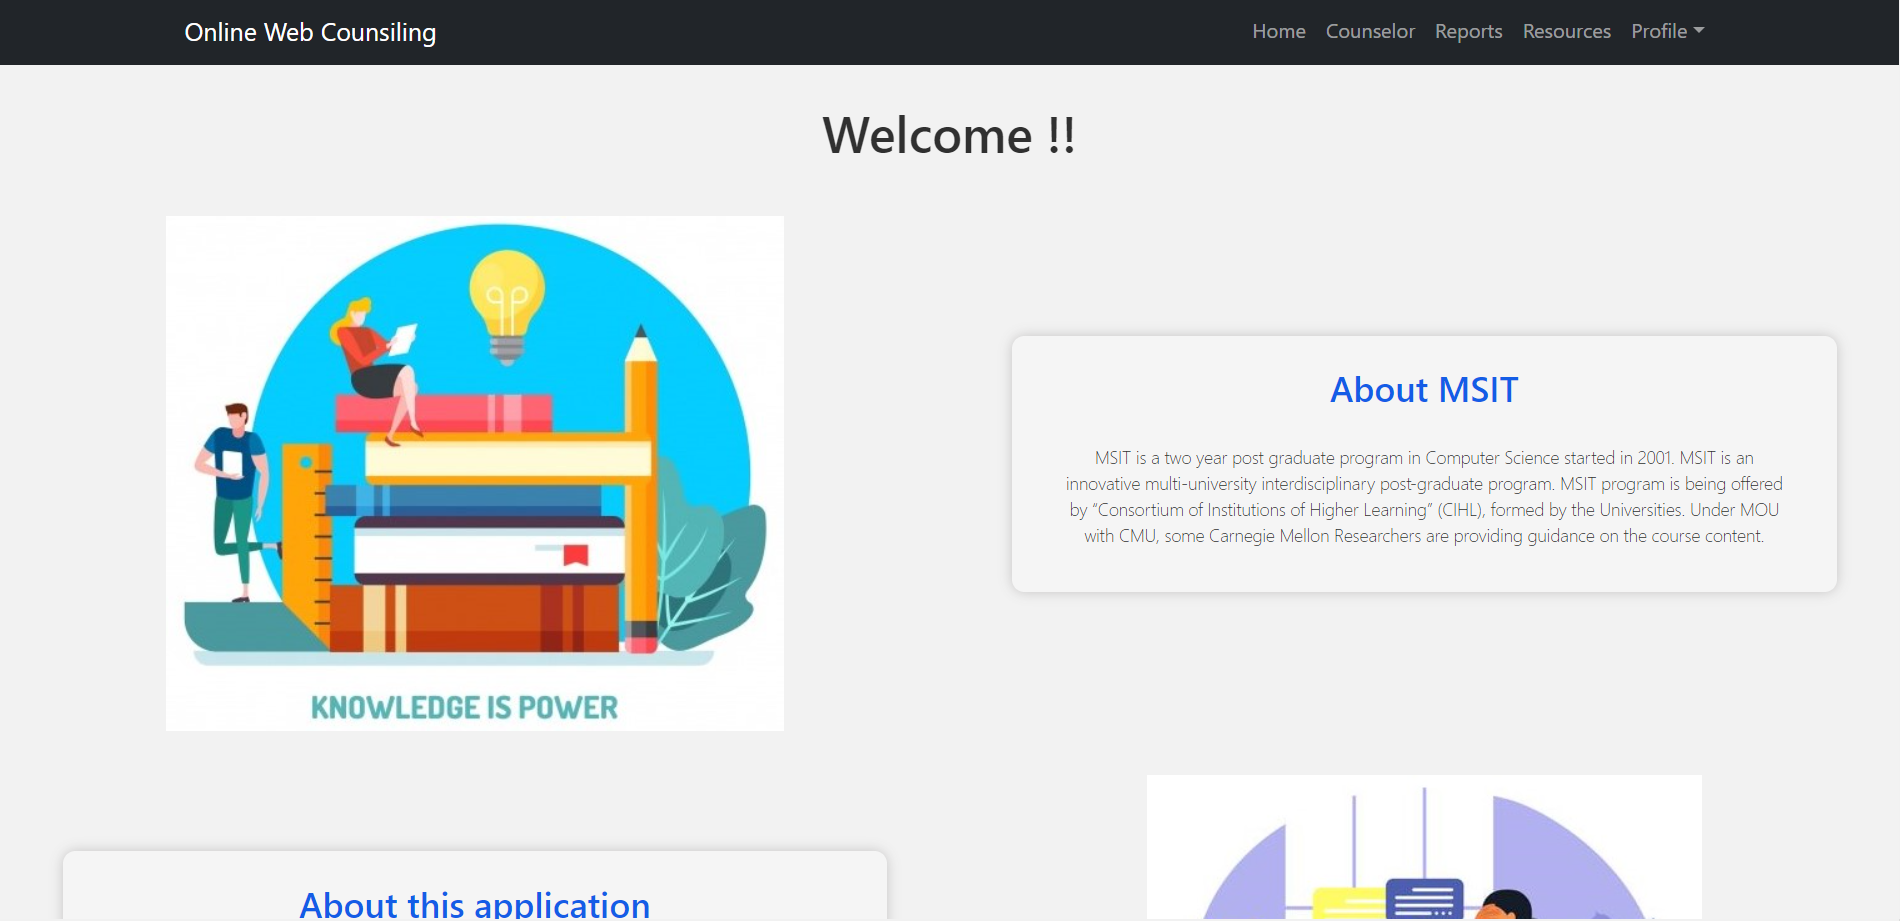 Online Web Counsiling
Home Counselor Reports Resources Profile
Welcome !!
KNOWLEDGE IS POWER
About MSIT
MSIT is a two year post graduate program in Computer Science started in 2001. MSIT is an
innovative multi-university interdisciplinary post-graduate program. MSIT program is being offered
by “Consortium of Institutions of Higher Learning” (CIHL), formed by the Universities. Under MOU
with CMU, some Carnegie Mellon Researchers are providing guidance on the course content.
About this application